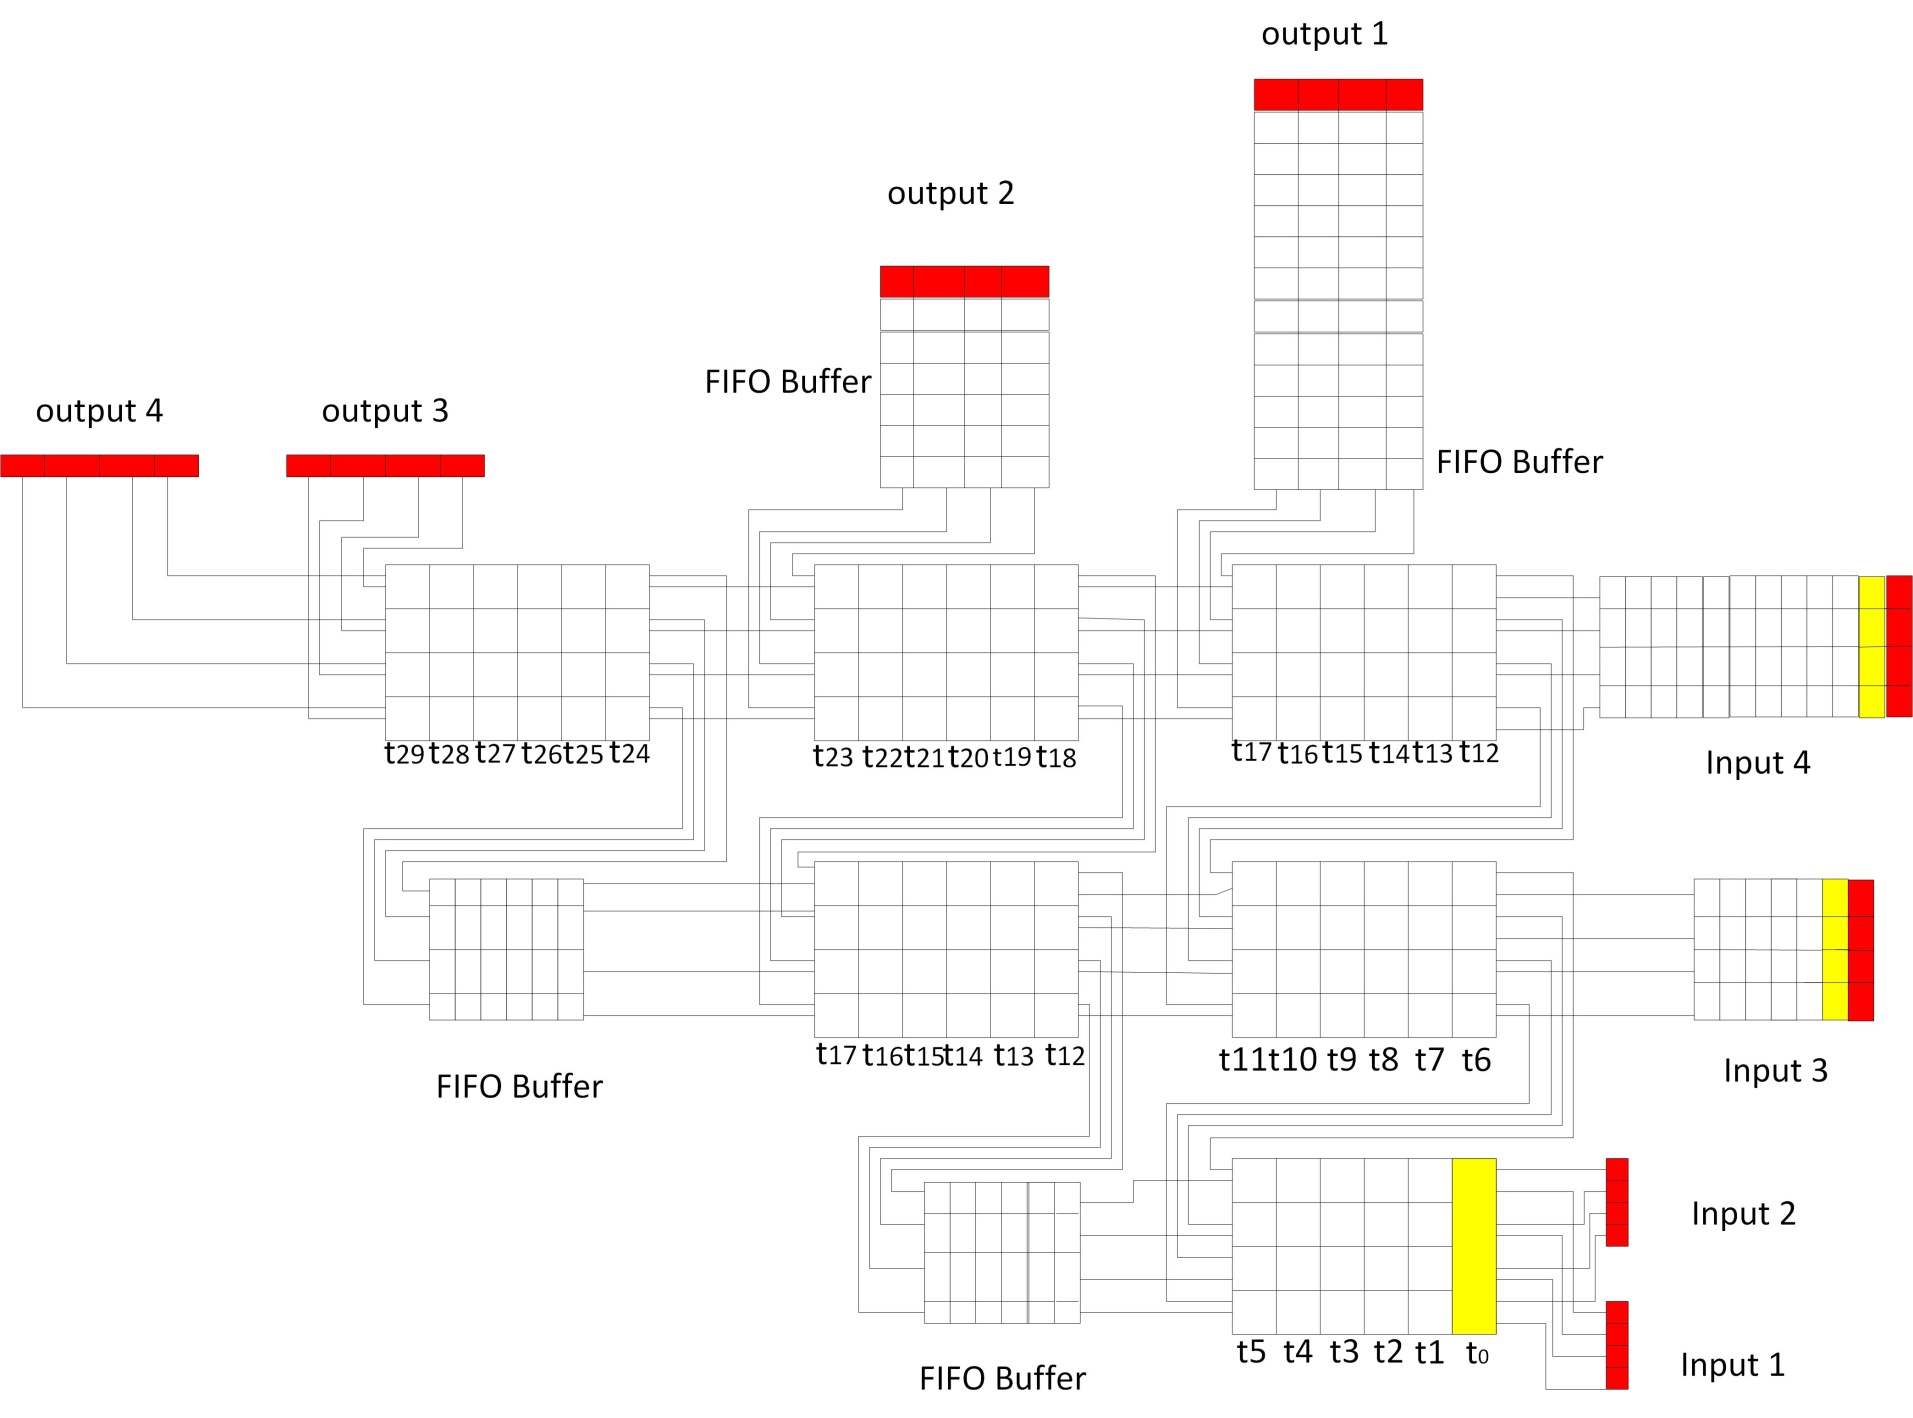 output 1
output 2
FIFO Buffer
output 4
output 3
FIFO Buffer
t29 t28 t27 t26 t25 t24
t23 t22 t21 t20 t19 t18
t17 t16 t15 t14 t13 t12
Input 4
t17 t16 t15 t14 t13 t12
t11 t10 t9 t8 t7 t6
Input 3
FIFO Buffer
Input 2
t5 t4 t3 t2 t1 t0
Input 1
FIFO Buffer